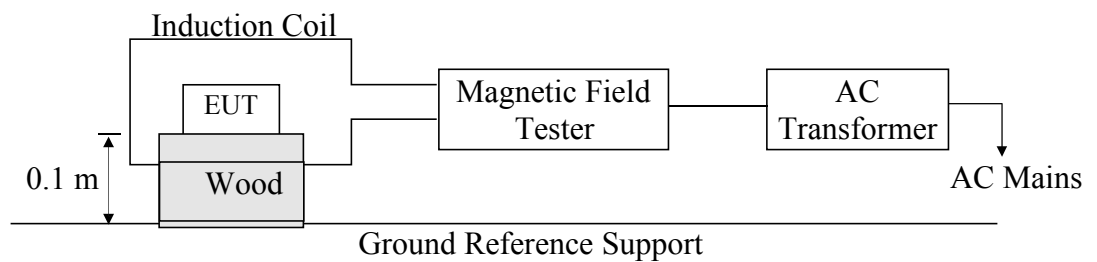 Induction Coil
EUT
Magnetic Field
Tester
AC
Transformer
0.1 m
Wood
AC Mains
Ground Reference Support